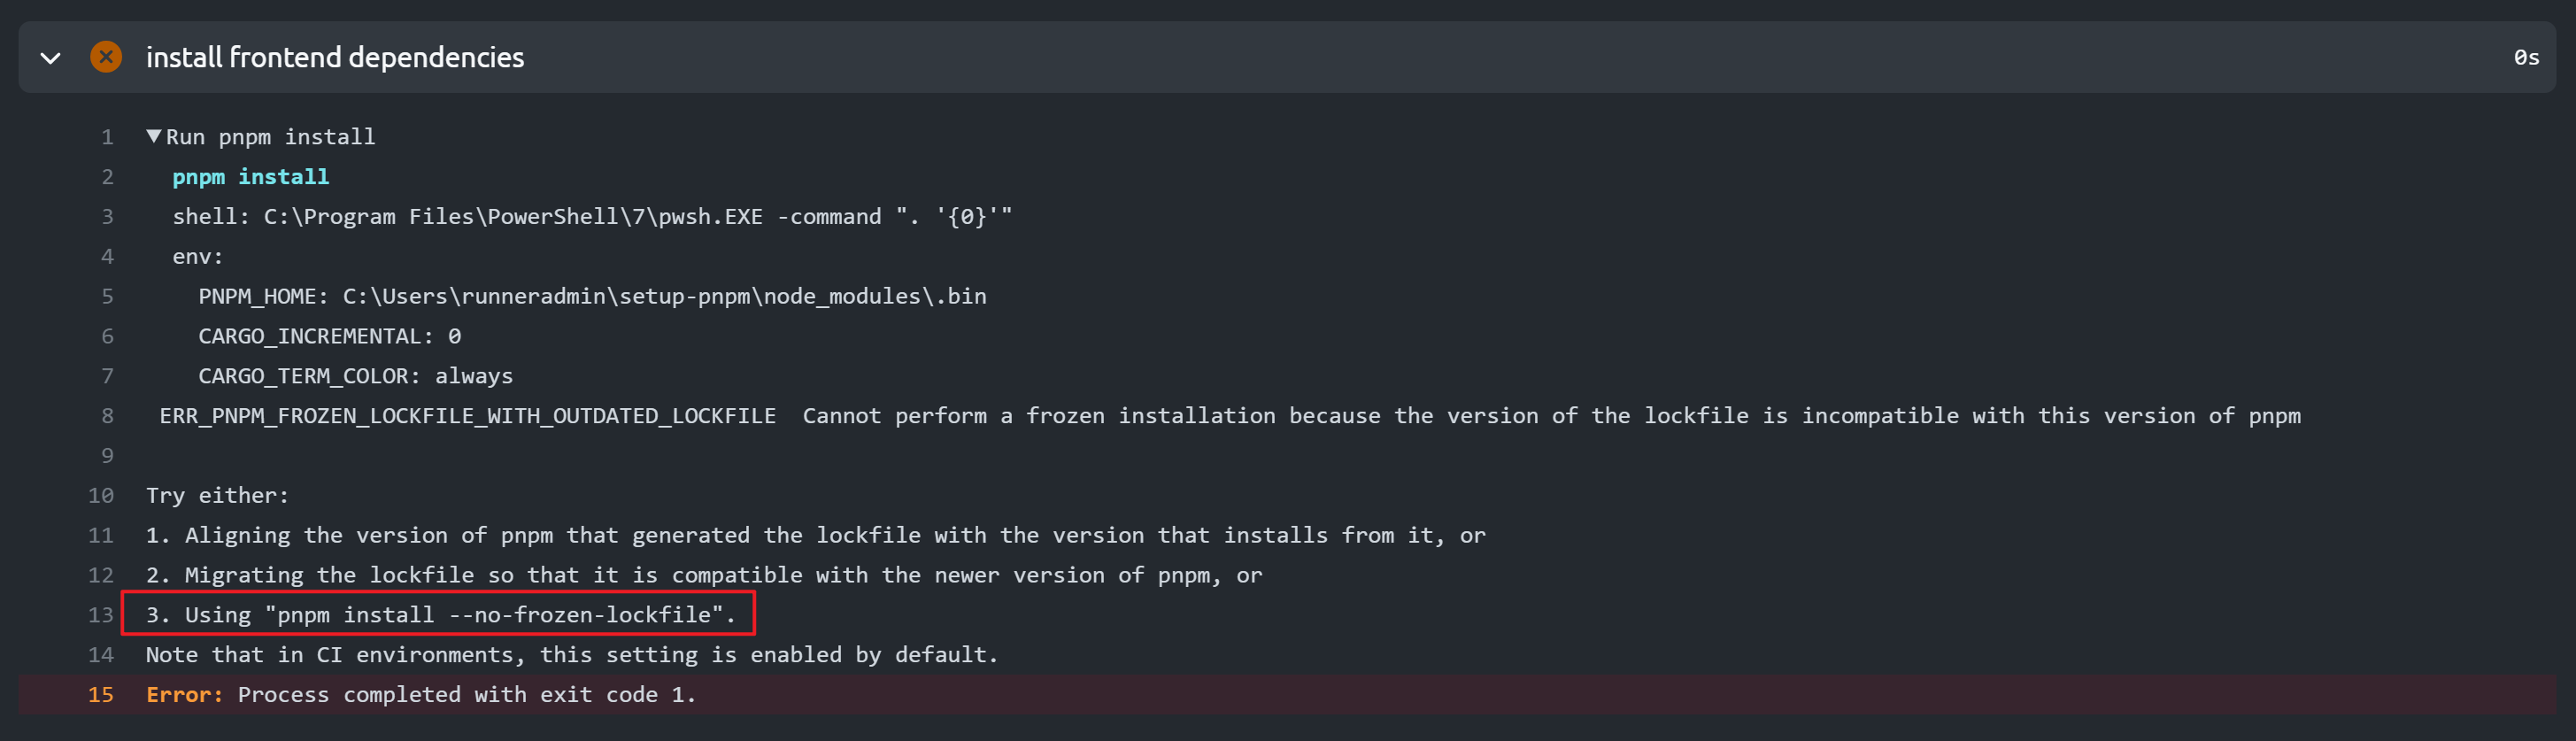 install frontend dependencies 0s
1 ▼Run pnpm install
2 pnpm install
3 shell: C:\Program Files\PowerShell\7\pwsh.EXE -command ". '{0}'"
4 env:
5 PNPM_HOME: C:\Users\runneradmin\setup-pnpm\node_modules\.bin
6 CARGO_INCREMENTAL: 0
7 CARGO_TERM_COLOR: always
8 ERR_PNPM_FROZEN_LOCKFILE_WITH_OUTDATED_LOCKFILE  Cannot perform a frozen installation because the version of the lockfile is incompatible with this version of pnpm
9
10 Try either:
11 1. Aligning the version of pnpm that generated the lockfile with the version that installs from it, or
12 2. Migrating the lockfile so that it is compatible with the newer version of pnpm, or
13 3. Using "pnpm install --no-frozen-lockfile".
14 Note that in CI environments, this setting is enabled by default.
15 Error: Process completed with exit code 1.